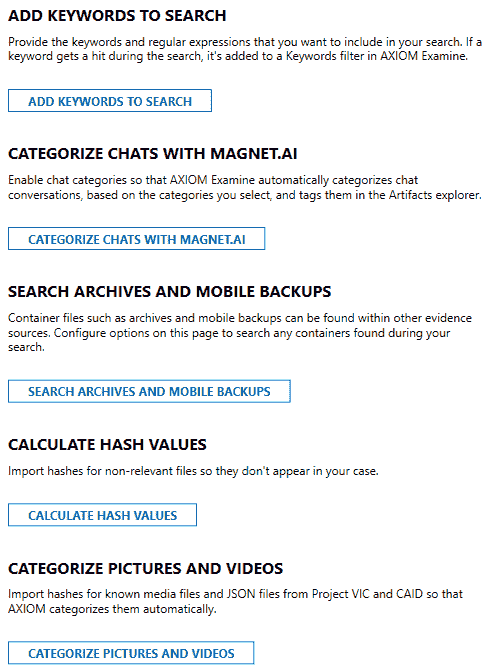 ADD KEYWORDS TO SEARCH
Provide the keywords and regular expressions that you want to include in your search. If a
keyword gets a hit during the search, it's added to a Keywords filter in AXIOM Examine.
ADD KEYWORDS TO SEARCH
CATEGORIZE CHATS WITH MAGNET.AI
Enable chat categories so that AXIOM Examine automatically categorizes chat
conversations, based on the categories you select, and tags them in the Artifacts explorer.
CATEGORIZE CHATS WITH MAGNET.AI
SEARCH ARCHIVES AND MOBILE BACKUPS
Container files such as archives and mobile backups can be found within other evidence
sources. Configure options on this page to search any containers found during your
search.
SEARCH ARCHIVES AND MOBILE BACKUPS
CALCULATE HASH VALUES
Import hashes for non-relevant files so they don't appear in your case.
CALCULATE HASH VALUES
CATEGORIZE PICTURES AND VIDEOS
Import hashes for known media files and JSON files from Project VIC and CAID so that
AXIOM categorizes them automatically.
CATEGORIZE PICTURES AND VIDEOS